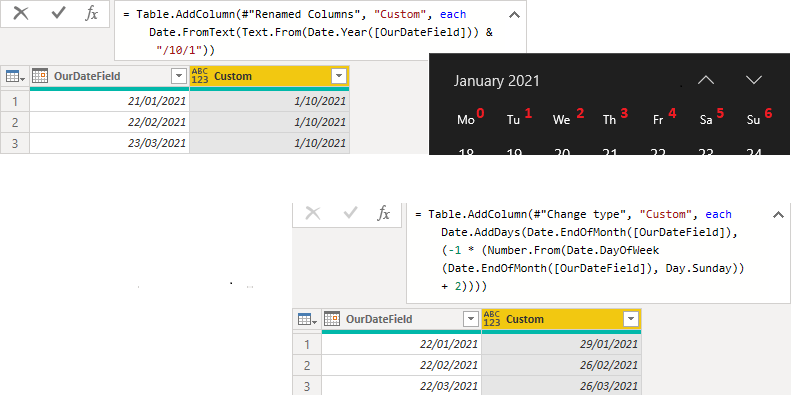 fx
= Table.AddColumn(#"Renamed Columns", "Custom", each
Date.FromText(Text.From(Date.Year([OurDateField])) &
"/10/1"))
OurDateField ABC 123 Custom
1 21/01/2021 1/10/2021
2 22/02/2021 1/10/2021
3 23/03/2021 1/10/2021
January 2021
Mo 0 Tu 1 We 2 Th 3 Fr 4 Sa 5 Su 6
18 19 20 21 22 23 24
fx
= Table.AddColumn(#"Change type", "Custom", each
Date.AddDays(Date.EndOfMonth([OurDateField]),
(-1 * (Number.From(Date.DayOfWeek
(Date.EndOfMonth([OurDateField]), Day.Sunday))
+ 2))))
OurDateField ABC 123 Custom
1 22/01/2021 29/01/2021
2 22/02/2021 26/02/2021
3 22/03/2021 26/03/2021